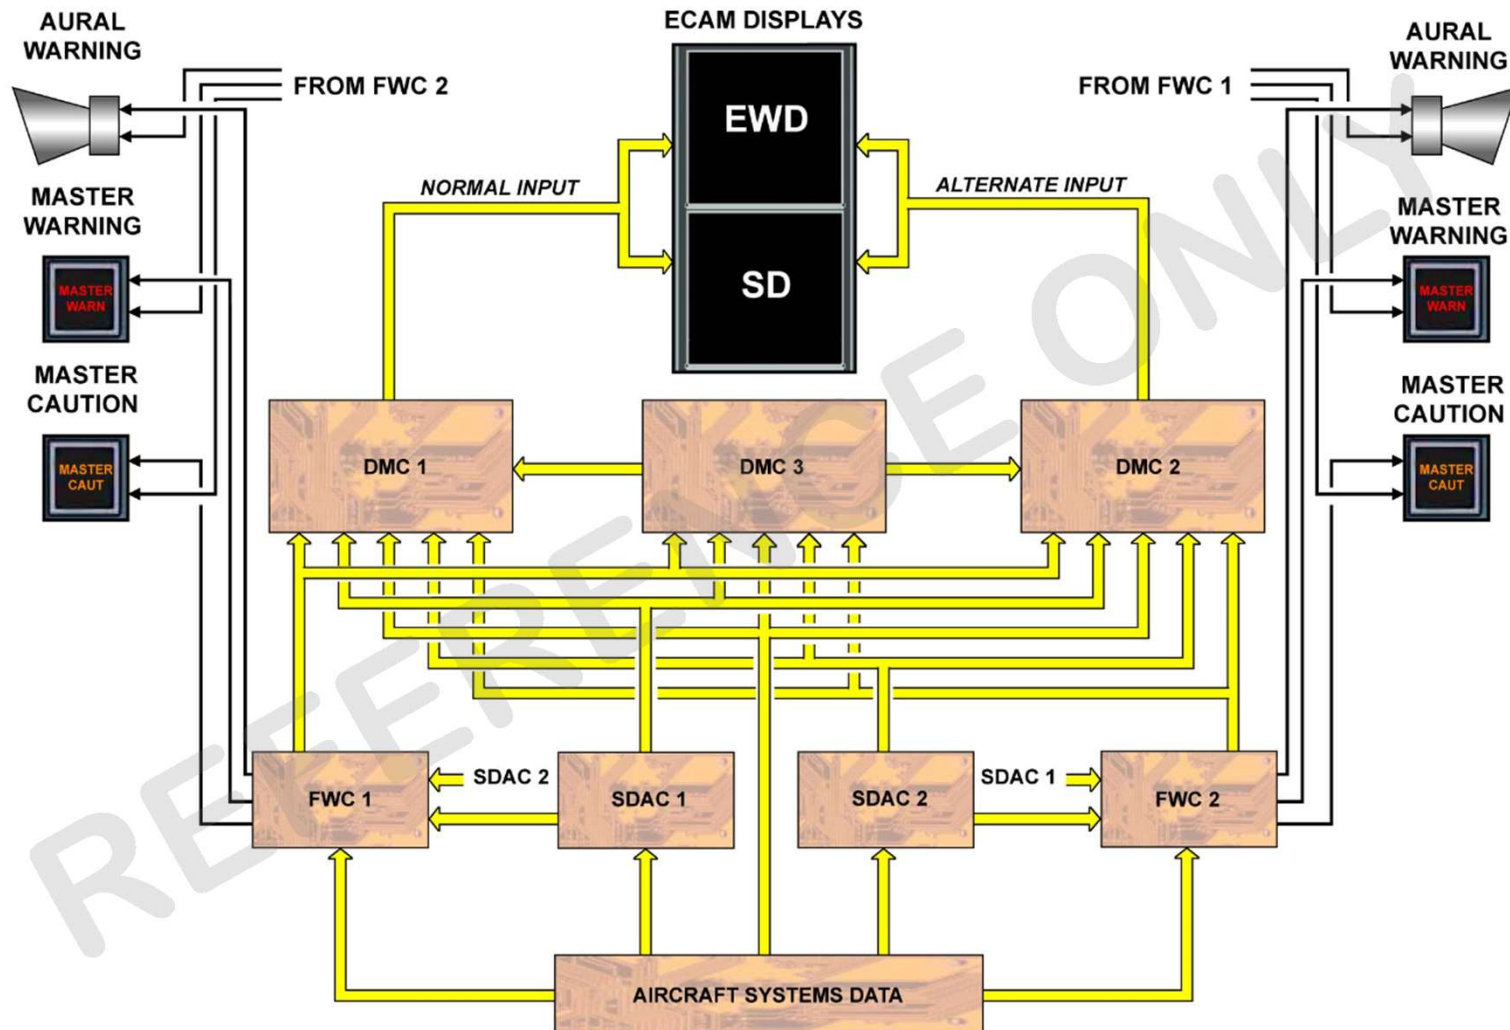 ECAM DISPLAYS
AURAL
WARNING
FROM FWC 2
FROM FWC 1
AURAL
WARNING
EWD
NORMAL INPUT
ALTERNATE INPUT
MASTER
WARNING
MASTER
WARNING
MASTER
WARN
SD
MASTER
WARN
MASTER
CAUTION
MASTER
CAUTION
MASTER
CAUT
DMC 1
DMC 3
DMC 2
MASTER
CAUT
SDAC 2
SDAC 1
FWC 1
SDAC 1
SDAC 2
FWC 2
AIRCRAFT SYSTEMS DATA
REFERENCE ONLY